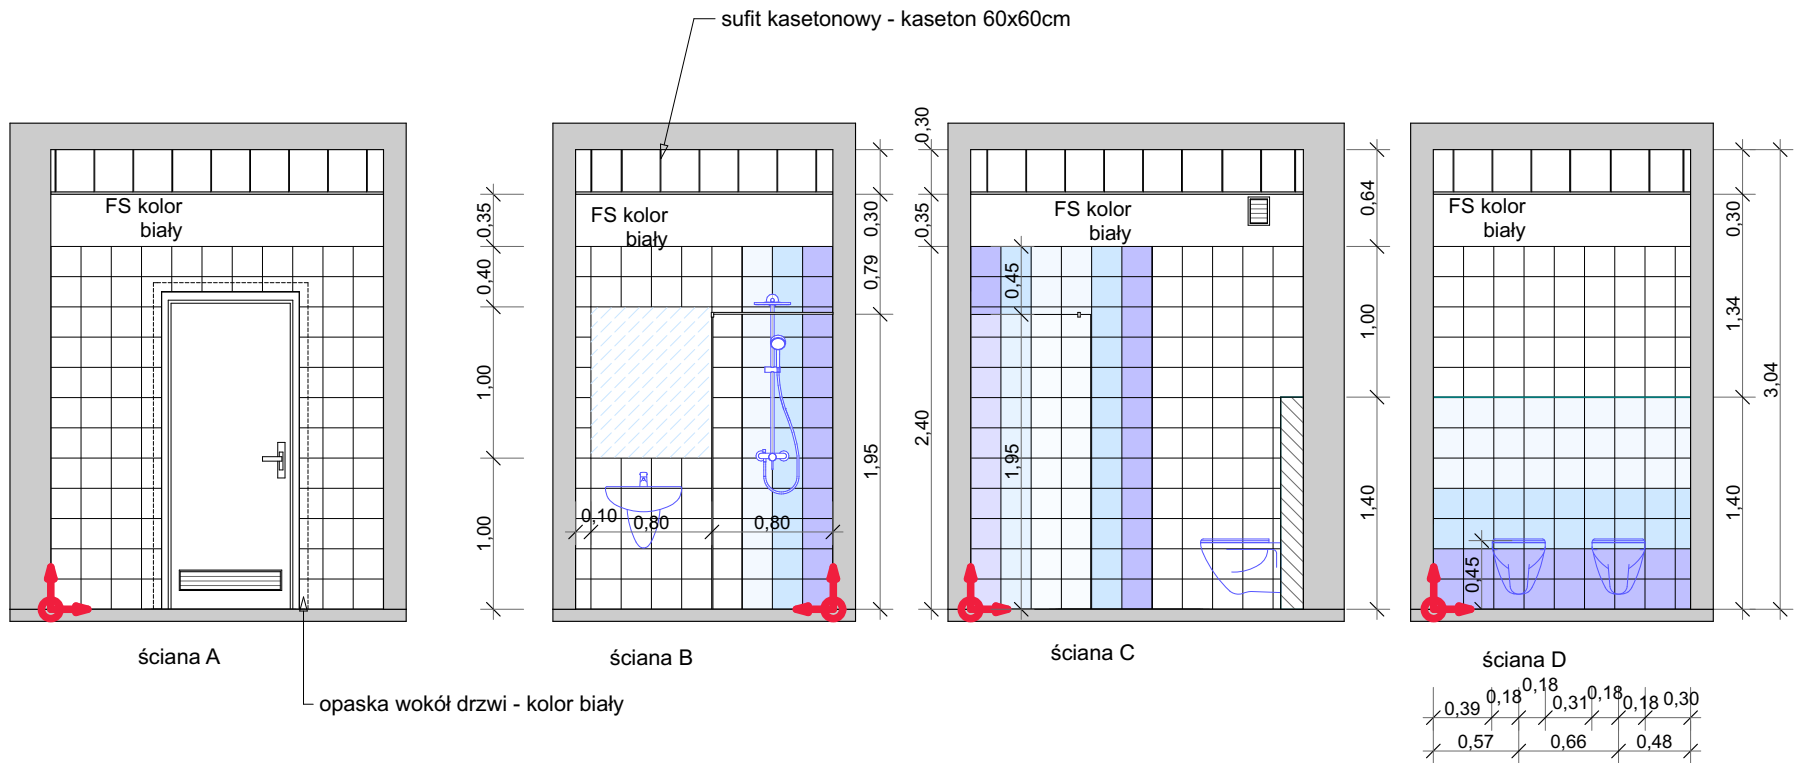 sufit kasetonowy - kaseton 60x60cm
FS kolor
biały
0,35
0,40
1,00
1,00
ściana A
opaska wokół drzwi - kolor biały
FS kolor
biały
0,10
0,80
0,80
0,30
0,79
1,95
ściana B
0,30
0,35
2,40
FS kolor
biały
0,45
1,95
0,64
1,00
1,40
ściana C
FS kolor
biały
0,45
0,30
1,34
1,40
3,04
ściana D
0,39
0,18
0,18
0,31
0,18
0,18
0,30
0,57
0,66
0,48